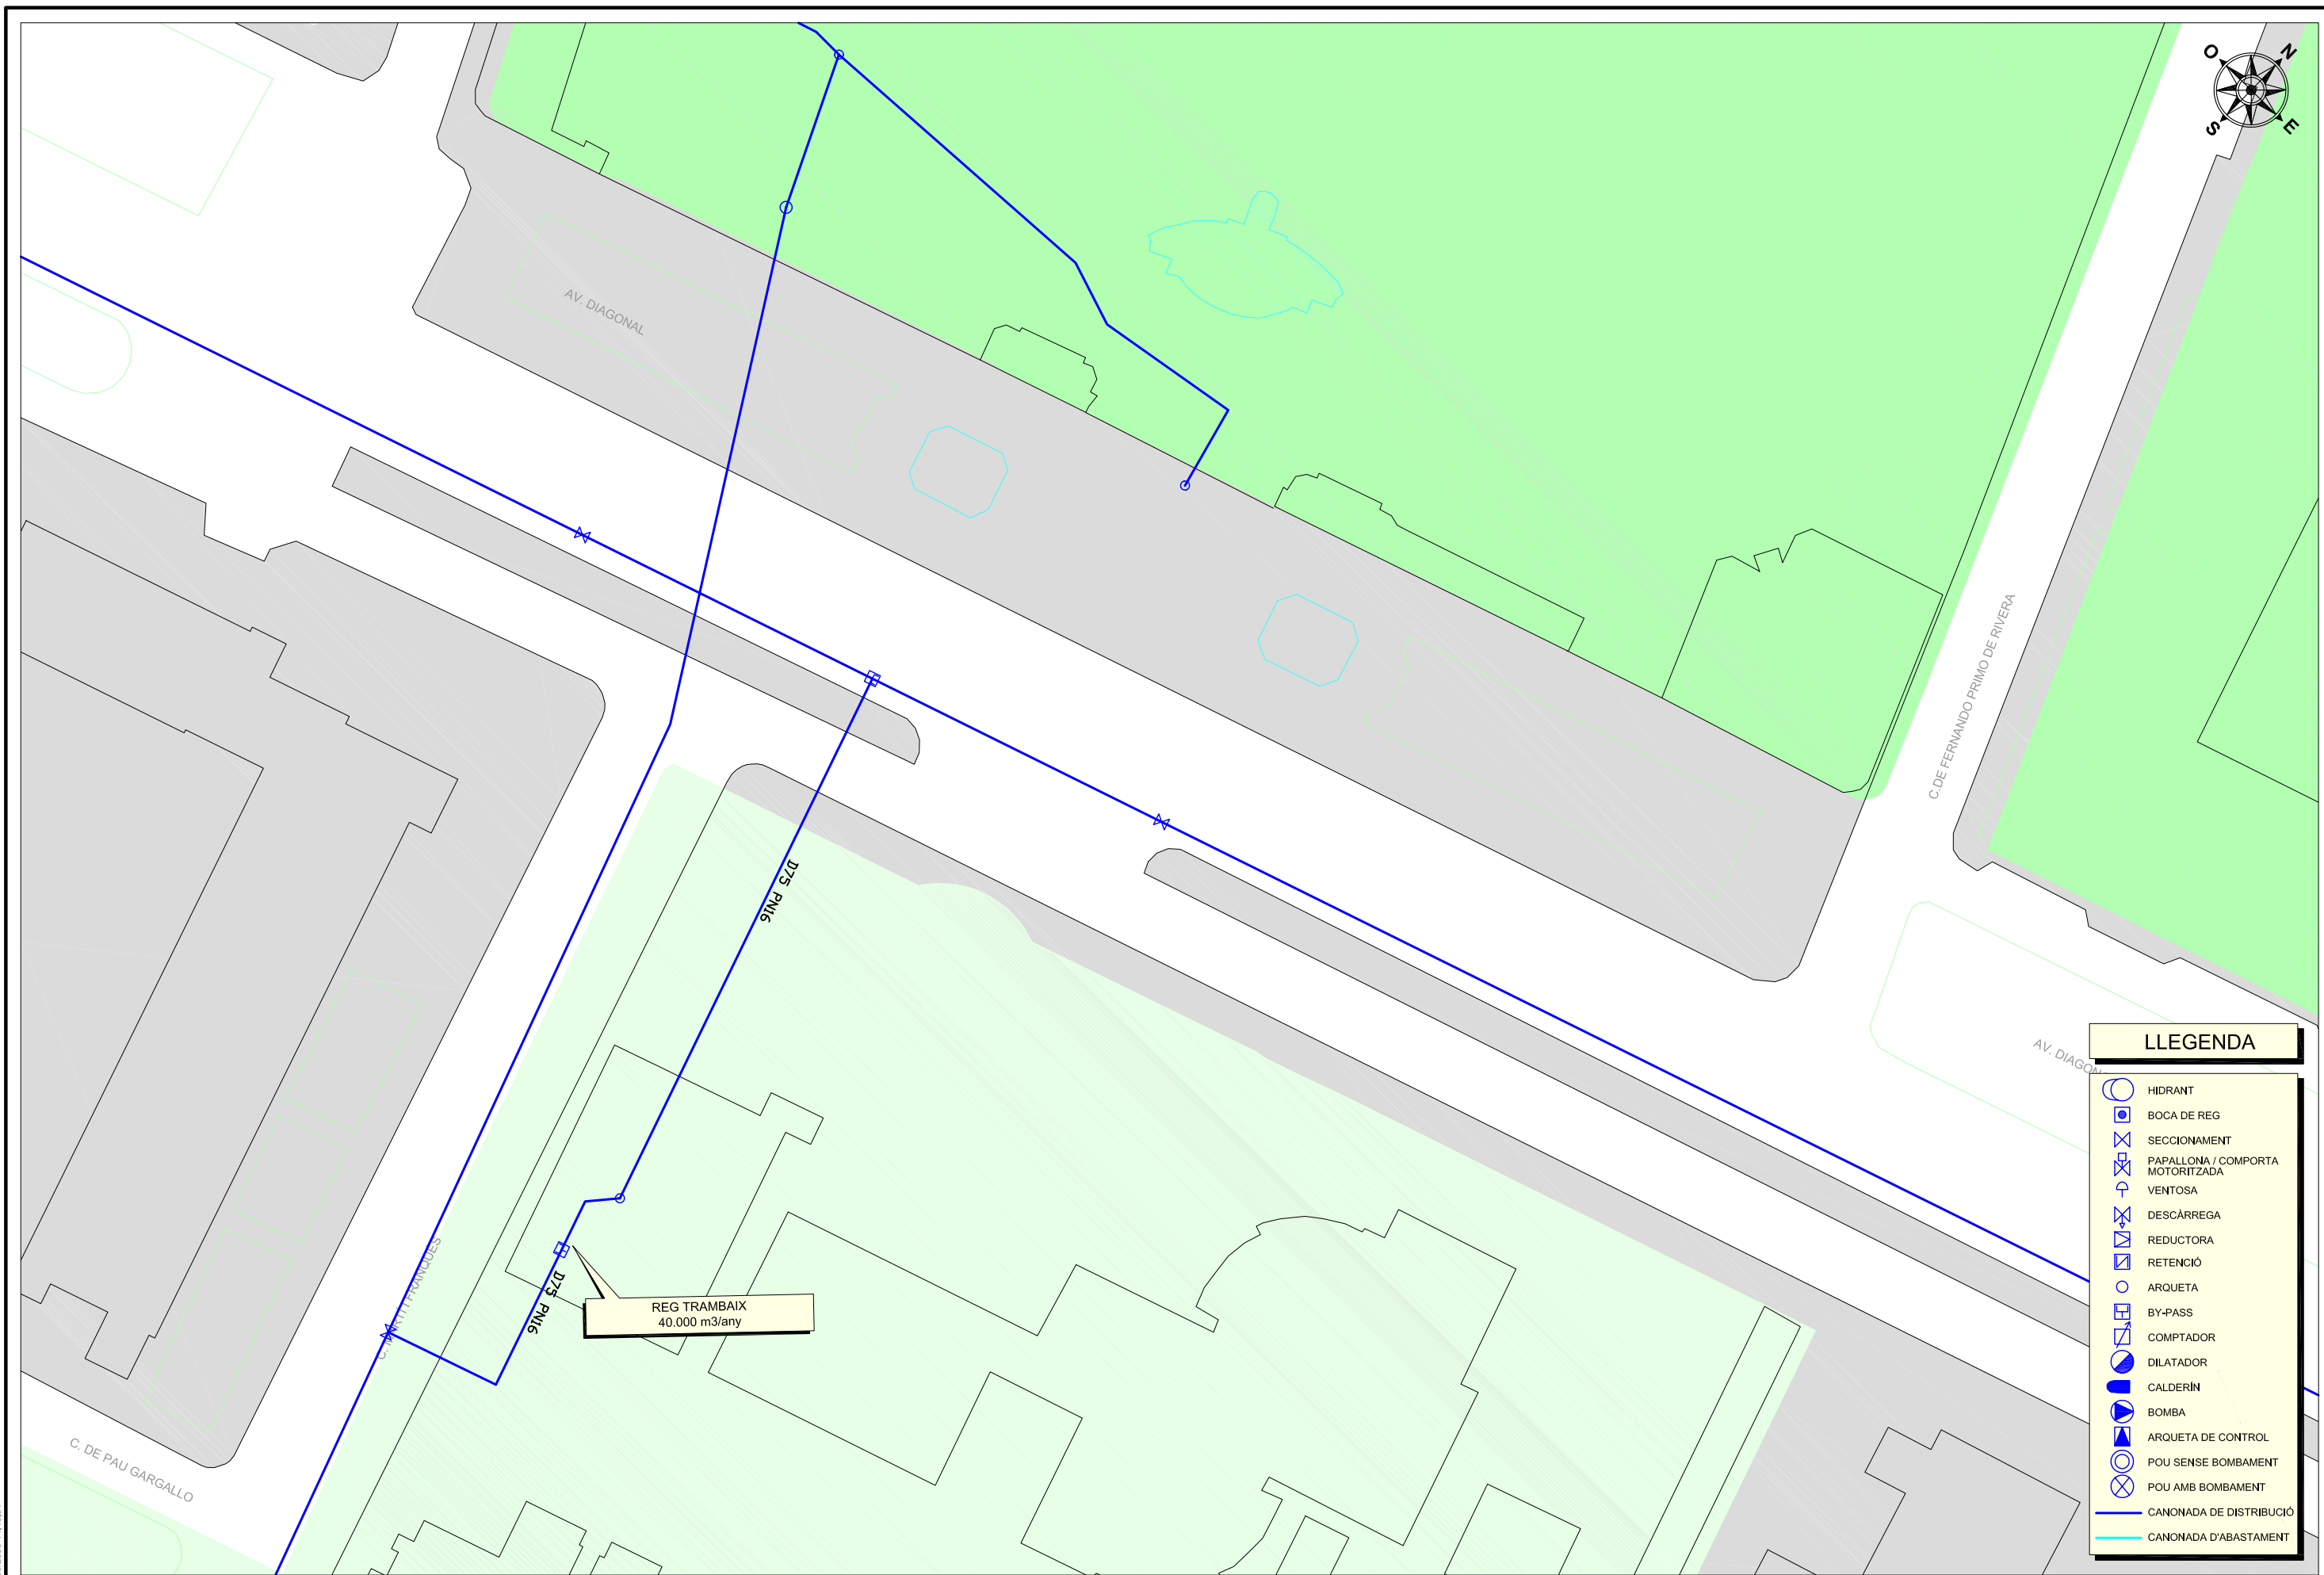 O
N
S
E
AV. DIAGONAL
C.DE FERNANDO PRIMO DE RIVERA
D75 PN16
D75 PN16
REG TRAMBAIX
40.000 m3/any
C. DE PAU GARGALLO
LLEGENDA
HIDRANT
BOCA DE REG
SECCIONAMENT
PAPALLONA / COMPORTA
MOTORITZADA
VENTOSA
DESCÀRREGA
REDUCTORA
RETENCIÓ
ARQUETA
BY-PASS
COMPTADOR
DILATADOR
CALDERÍN
BOMBA
ARQUETA DE CONTROL
POU SENSE BOMBAMENT
POU AMB BOMBAMENT
CANONADA DE DISTRIBUCIÓ
CANONADA D'ABASTAMENT
AV.
C. FRANQUES